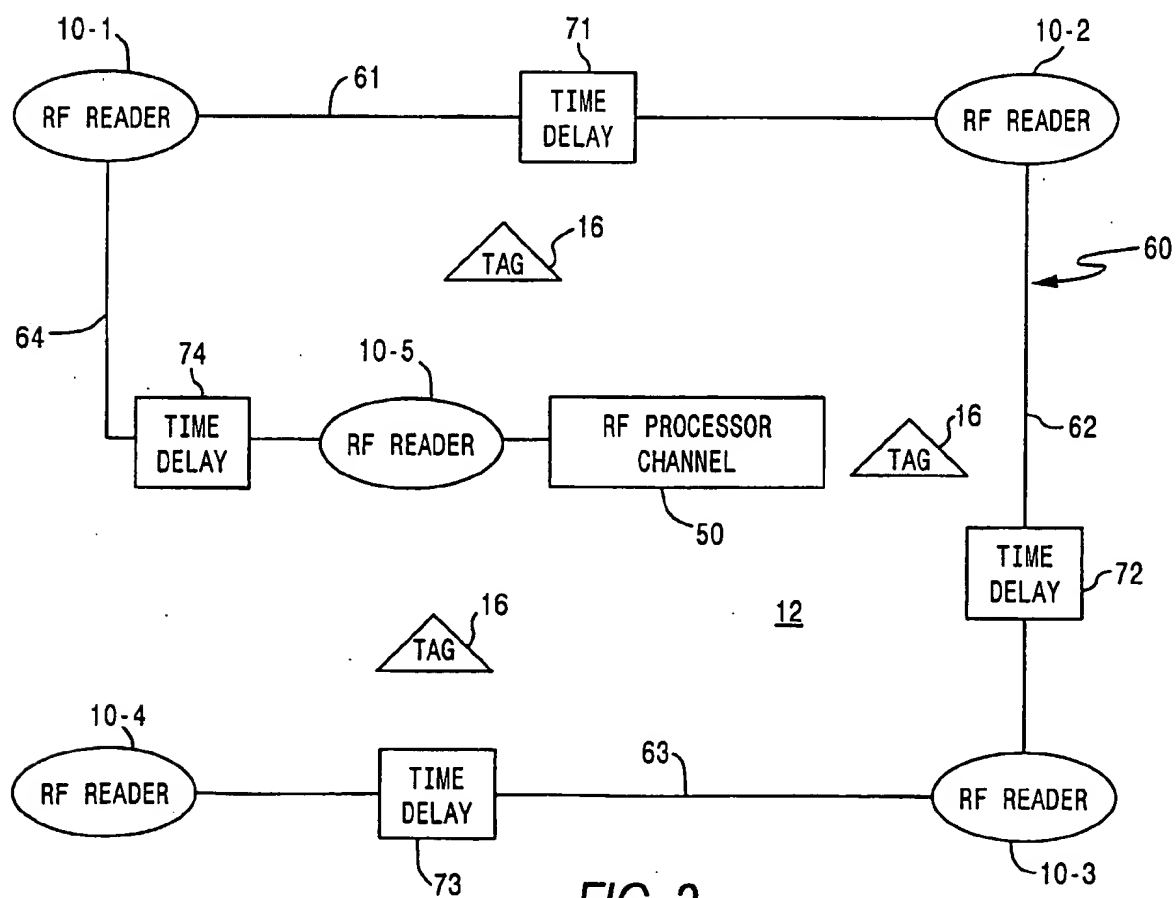 10-1
71
10-2
61
RF READER
TIME
DELAY
RF READER
16
TAG
60
64
74
10-5
16
62
TIME
DELAY
RF READER
RF PROCESSOR
CHANNEL
TAG
50
TIME
DELAY
72
16
12
TAG
10-4
63
RF READER
TIME
DELAY
RF READER
73
10-3